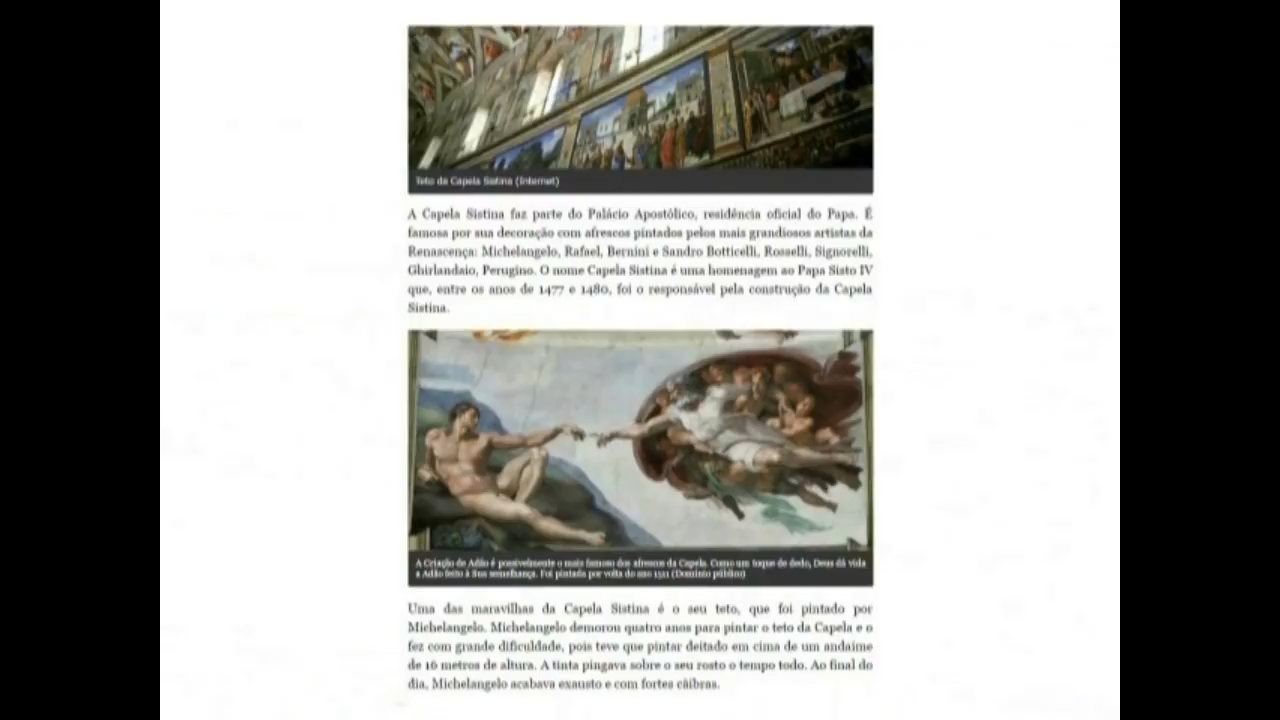 Teto da Capela Sistina (Internet)
A Capela Sistina faz parte do Palácio Apostólico, residência oficial do Papa. É
famosa por sua decoração com afrescos pintados pelos mais grandiosos artistas da
Renascença: Michelangelo, Rafael, Bernini e Sandro Botticelli, Rosselli, Signorelli,
Ghirlandaio, Perugino. O nome Capela Sistina é uma homenagem ao Papa Sisto IV
que, entre os anos de 1477 e 1480, foi o responsável pela construção da Capela
Sistina.
A Criação de Adão é possivelmente o mais famoso dos afrescos da Capela. Como um toque de dedo, Deus dá vida
a Adão feito à Sua semelhança. Foi pintada por volta do ano 1511 (Domínio público)
Uma das maravilhas da Capela Sistina é o seu teto, que foi pintado por
Michelangelo. Michelangelo demorou quatro anos para pintar o teto da Capela e o
fez com grande dificuldade, pois teve que pintar deitado em cima de um andaime
de 16 metros de altura. A tinta pingava sobre o seu rosto o tempo todo. Ao final do
dia, Michelangelo acabava exausto e com fortes cãibras.